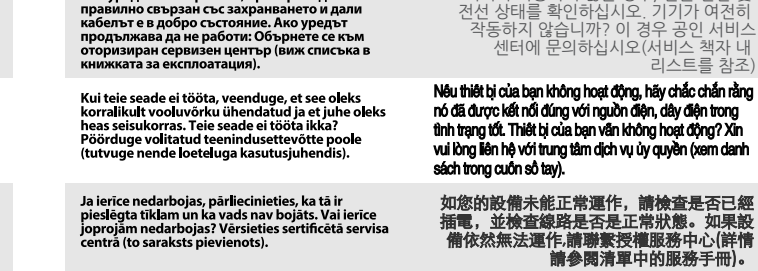 правилно свързан със захранването и дали
кабелът е в добро състояние. Ако уредът
продължава да не работи: Обърнете се към
оторизиран сервизен център (виж списъка в
книжката за експлоатация).
Kui teie seade ei tööta, veenduge, et see oleks
korralikult vooluvõrku ühendatud ja et juhe oleks
heas seisukorras. Teie seade ei tööta ikka?
Pöörduge volitatud teenindusettevõtte poole
(tutvuge nende loeteluga kasutusjuhendis).
Ja ierīce nedarbojas, pārliecinieties, ka tā ir
pieslēgta tīklam un ka vads nav bojāts. Vai ierīce
joprojām nedarbojas? Vērsieties sertificētā servisa
centrā (to saraksts pievienots).
전선 상태를 확인하십시오. 기기가 여전히
작동하지 않습니까? 이 경우 공인 서비스
센터에 문의하십시오(서비스 책자 내
리스트를 참조)
Nếu thiết bị của bạn không hoạt động, hãy chắc chắn rằng
nó đã được kết nối đúng với nguồn điện, dây điện trong
tình trạng tốt. Thiết bị của bạn vẫn không hoạt động? Xin
vui lòng liên hệ với trung tâm dịch vụ ủy quyền (xem danh
sách trong cuốn sổ tay).
如您的設備未能正常運作，請檢查是否已經
插電，並檢查線路是否是正常狀態。如果設
備依然無法運作,請聯繫授權服務中心(詳情
請參閱清單中的服務手冊)。